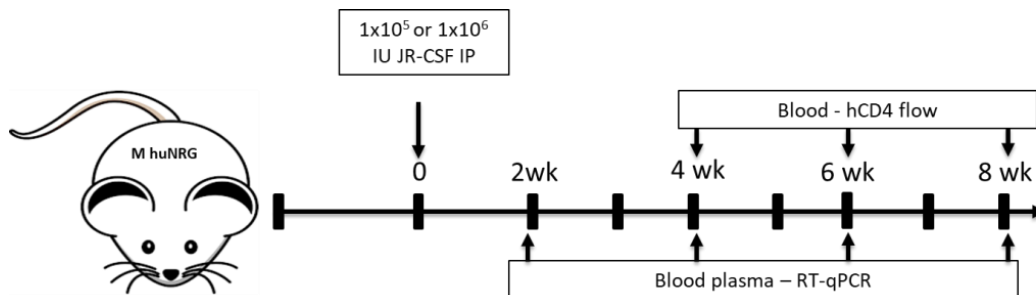 1x10⁵ or 1x10⁶
IU JR-CSF IP
M huNRG
Blood - hCD4 flow
0
2wk
4 wk
6 wk
8 wk
Blood plasma – RT-qPCR